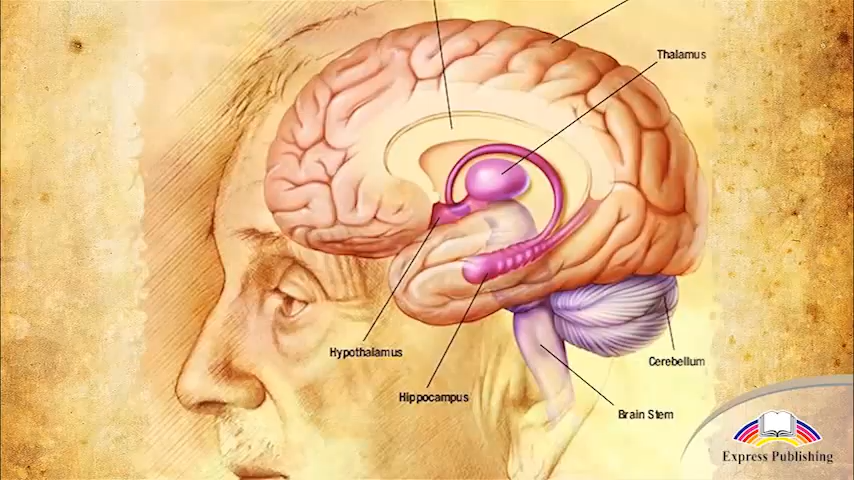 Thalamus
Hypothalamus
Cerebellum
Hippocampus
Brain Stem
Express Publishing